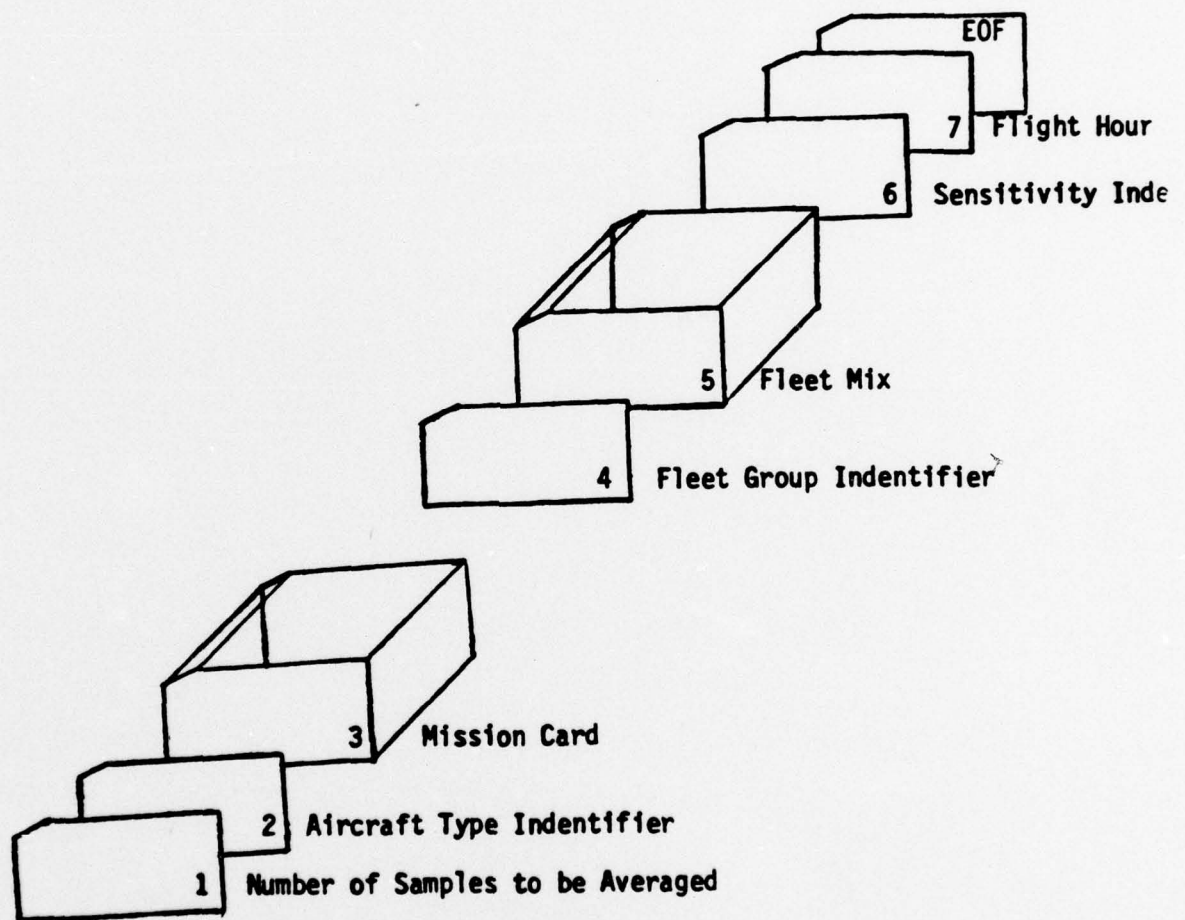 EOF
7 Flight Hour
6 Sensitivity Inde
5 Fleet Mix
4 Fleet Group Indentifier
3 Mission Card
2 Aircraft Type Indentifier
1 Number of Samples to be Averaged